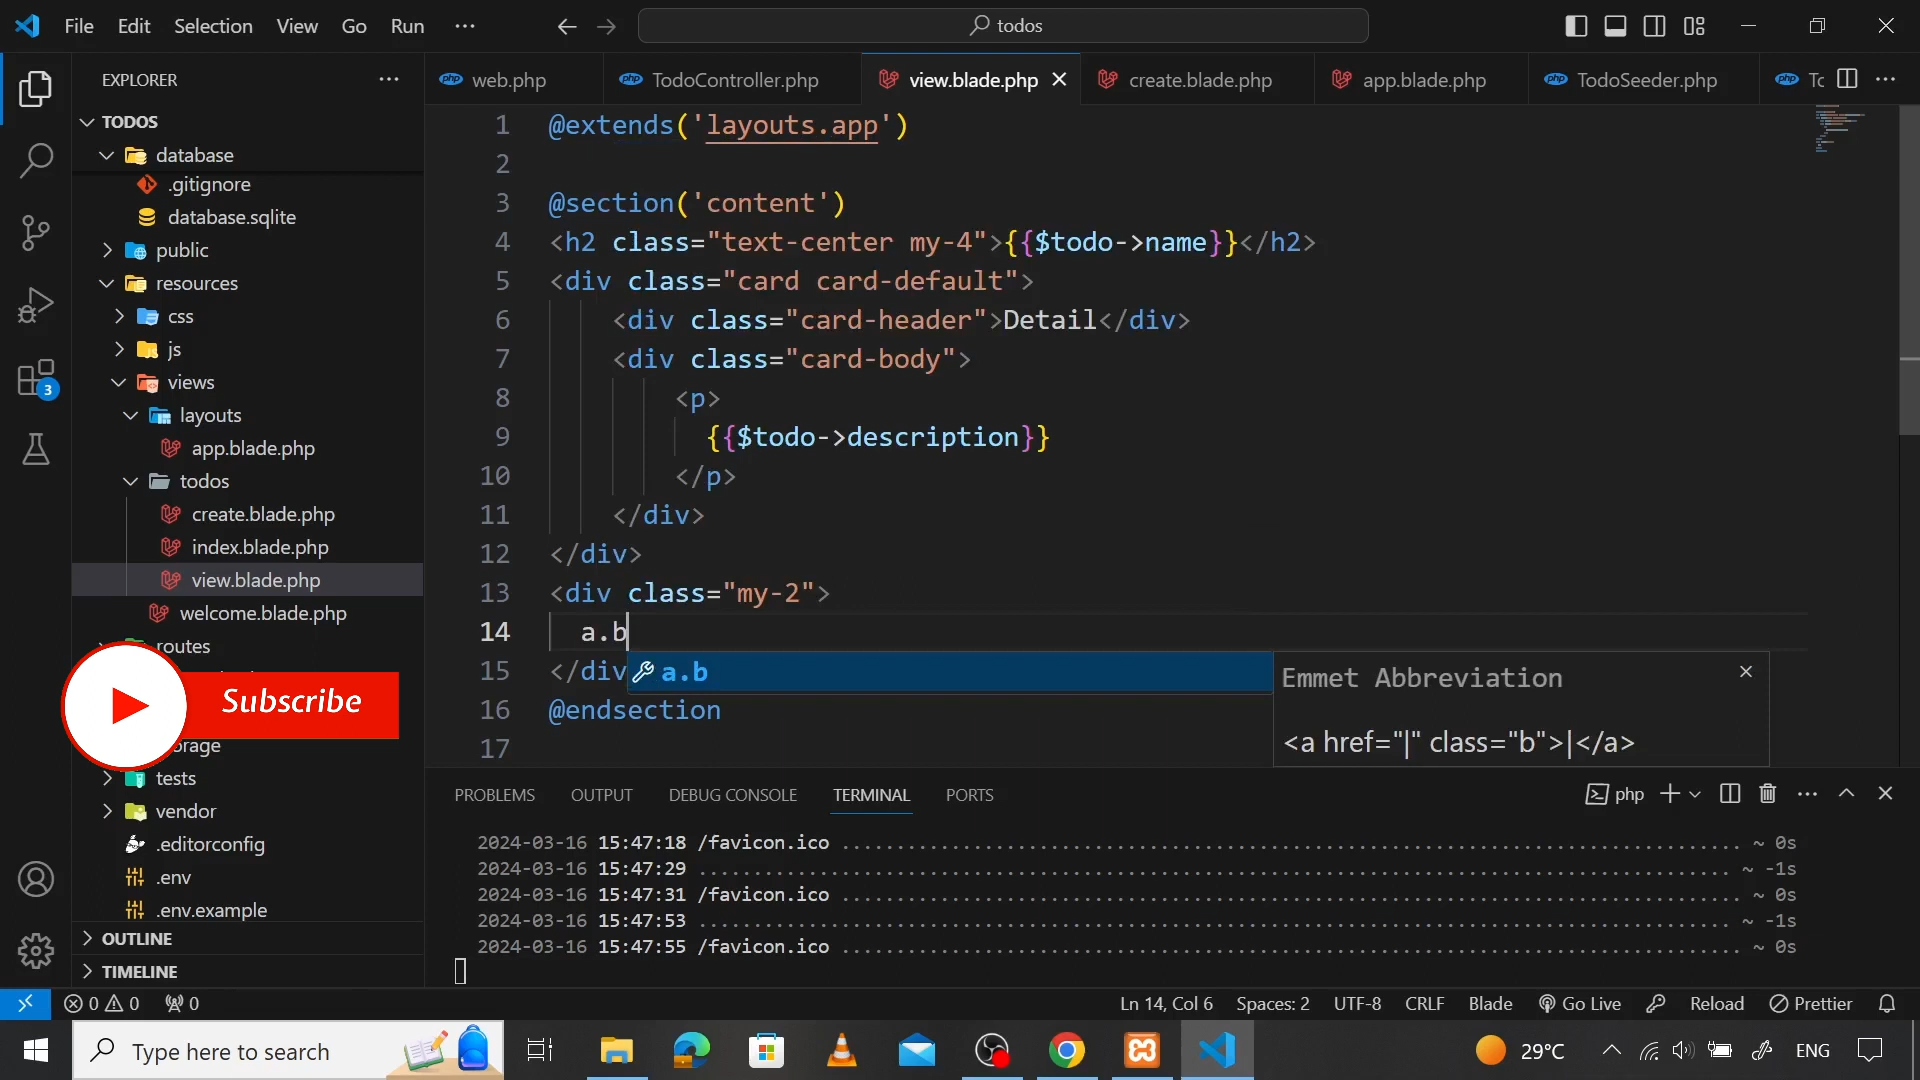 File Edit Selection View Go Run ··· todos
EXPLORER ···
TODOS
database
.gitignore
database.sqlite
public
resources
css
js
views
layouts
app.blade.php
todos
create.blade.php
index.blade.php
view.blade.php
welcome.blade.php
routes
Subscribe
tests
vendor
.editorconfig
.env
.env.example
OUTLINE
TIMELINE
3
web.php TodoController.php view.blade.php create.blade.php app.blade.php TodoSeeder.php
1 @extends('layouts.app')
2
3 @section('content')
4 <h2 class="text-center my-4">{{$todo->name}}</h2>
5 <div class="card card-default">
6 <div class="card-header">Detail</div>
7 <div class="card-body">
8 <p>
9 {{$todo->description}}
10 </p>
11 </div>
12 </div>
13 <div class="my-2">
14 a.b
15 </div
16 @endsection
17
a.b
Emmet Abbreviation
<a href="|" class="b">|</a>
PROBLEMS OUTPUT DEBUG CONSOLE TERMINAL PORTS php
2024-03-16 15:47:18 /favicon.ico ~ 0s
2024-03-16 15:47:29 ~ -1s
2024-03-16 15:47:31 /favicon.ico ~ 0s
2024-03-16 15:47:53 ~ -1s
2024-03-16 15:47:55 /favicon.ico ~ 0s
0 0 0 Ln 14, Col 6 Spaces: 2 UTF-8 CRLF Blade Go Live Reload Prettier
Type here to search 29°C ENG